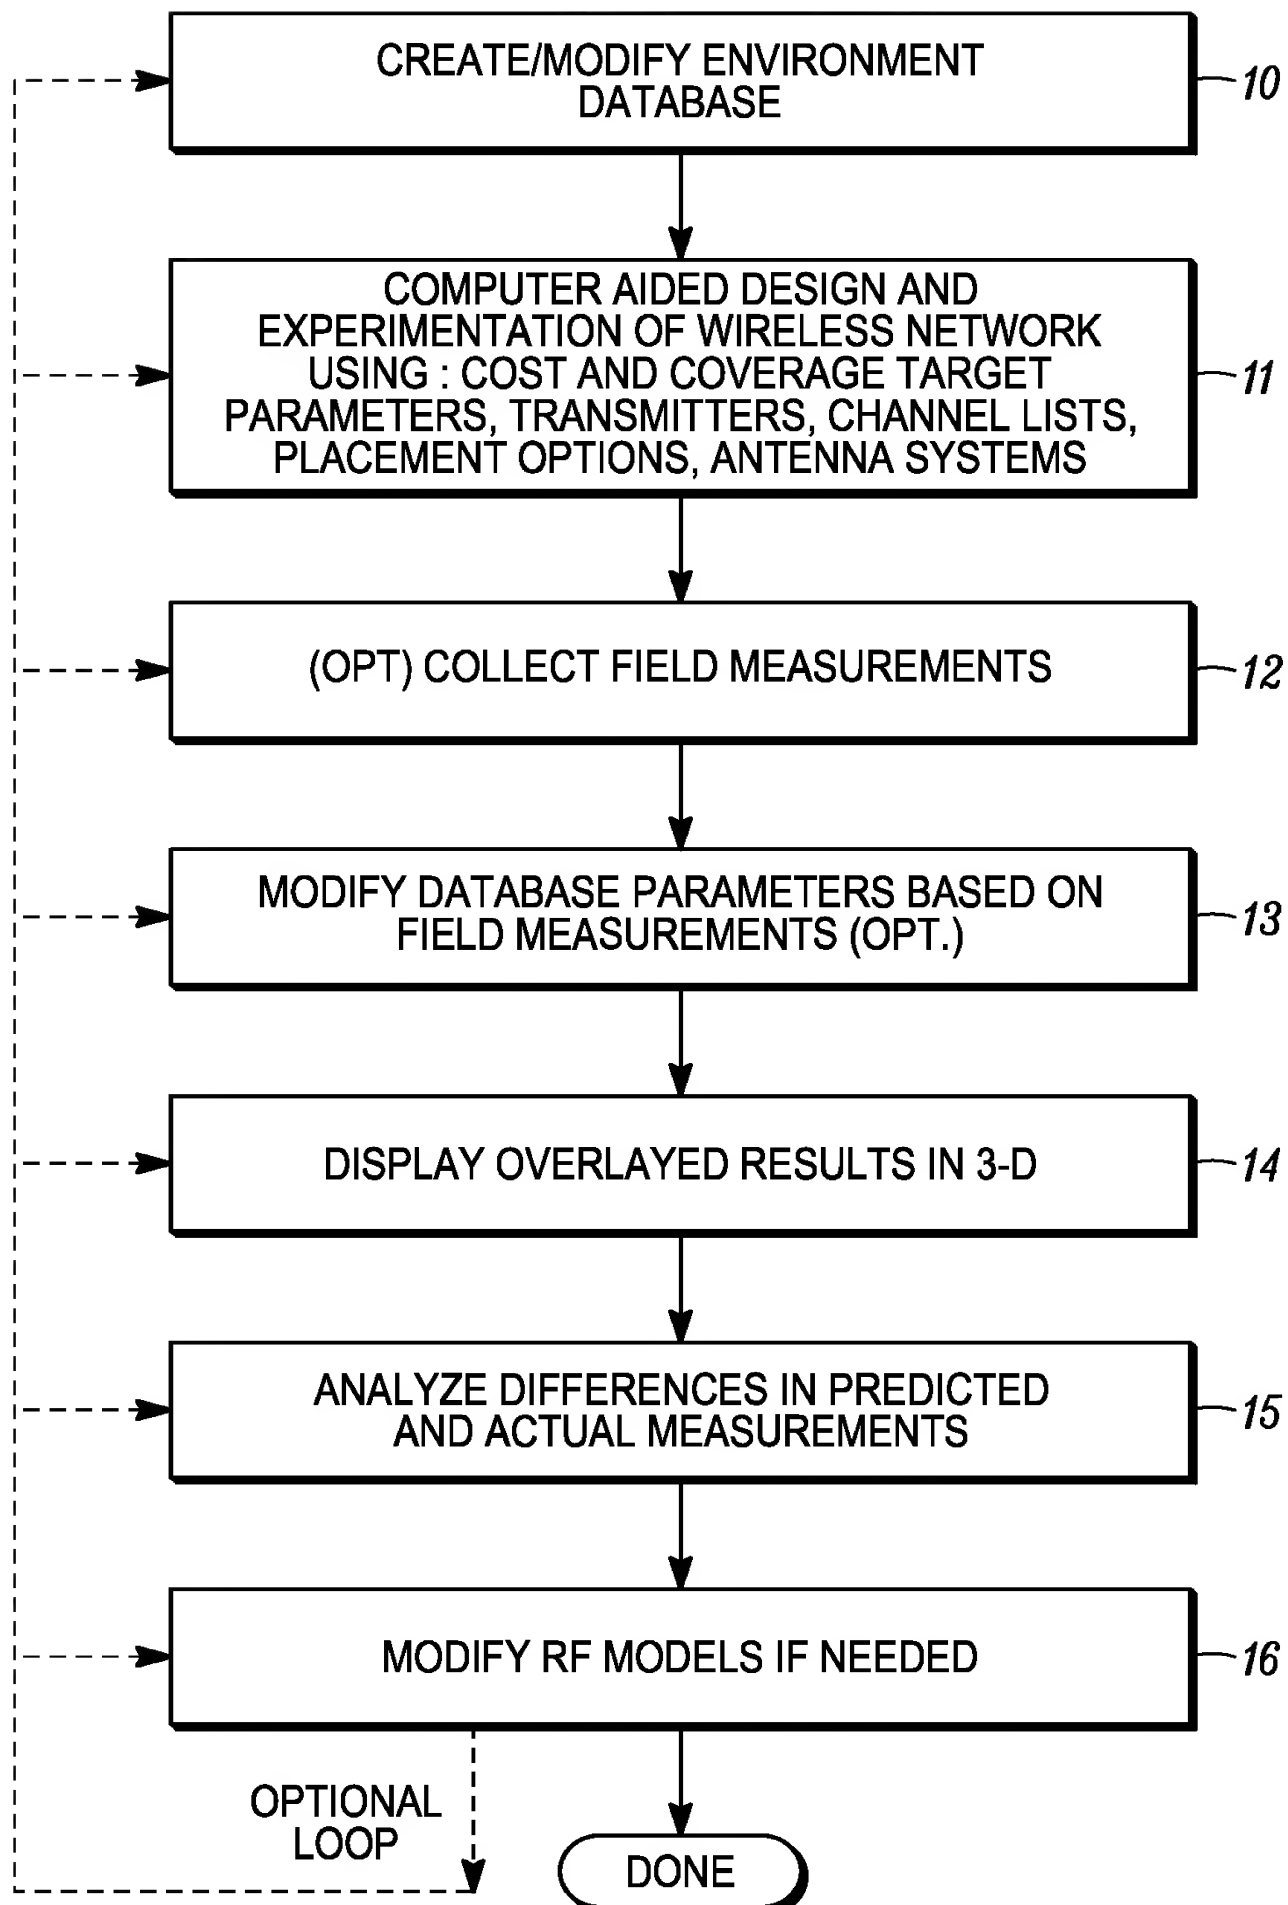 CREATE/MODIFY ENVIRONMENT
DATABASE
10
COMPUTER AIDED DESIGN AND
EXPERIMENTATION OF WIRELESS NETWORK
USING : COST AND COVERAGE TARGET
PARAMETERS, TRANSMITTERS, CHANNEL LISTS,
PLACEMENT OPTIONS, ANTENNA SYSTEMS
11
(OPT) COLLECT FIELD MEASUREMENTS
12
MODIFY DATABASE PARAMETERS BASED ON
FIELD MEASUREMENTS (OPT.)
13
DISPLAY OVERLAYED RESULTS IN 3-D
14
ANALYZE DIFFERENCES IN PREDICTED
AND ACTUAL MEASUREMENTS
15
MODIFY RF MODELS IF NEEDED
16
OPTIONAL
LOOP
DONE